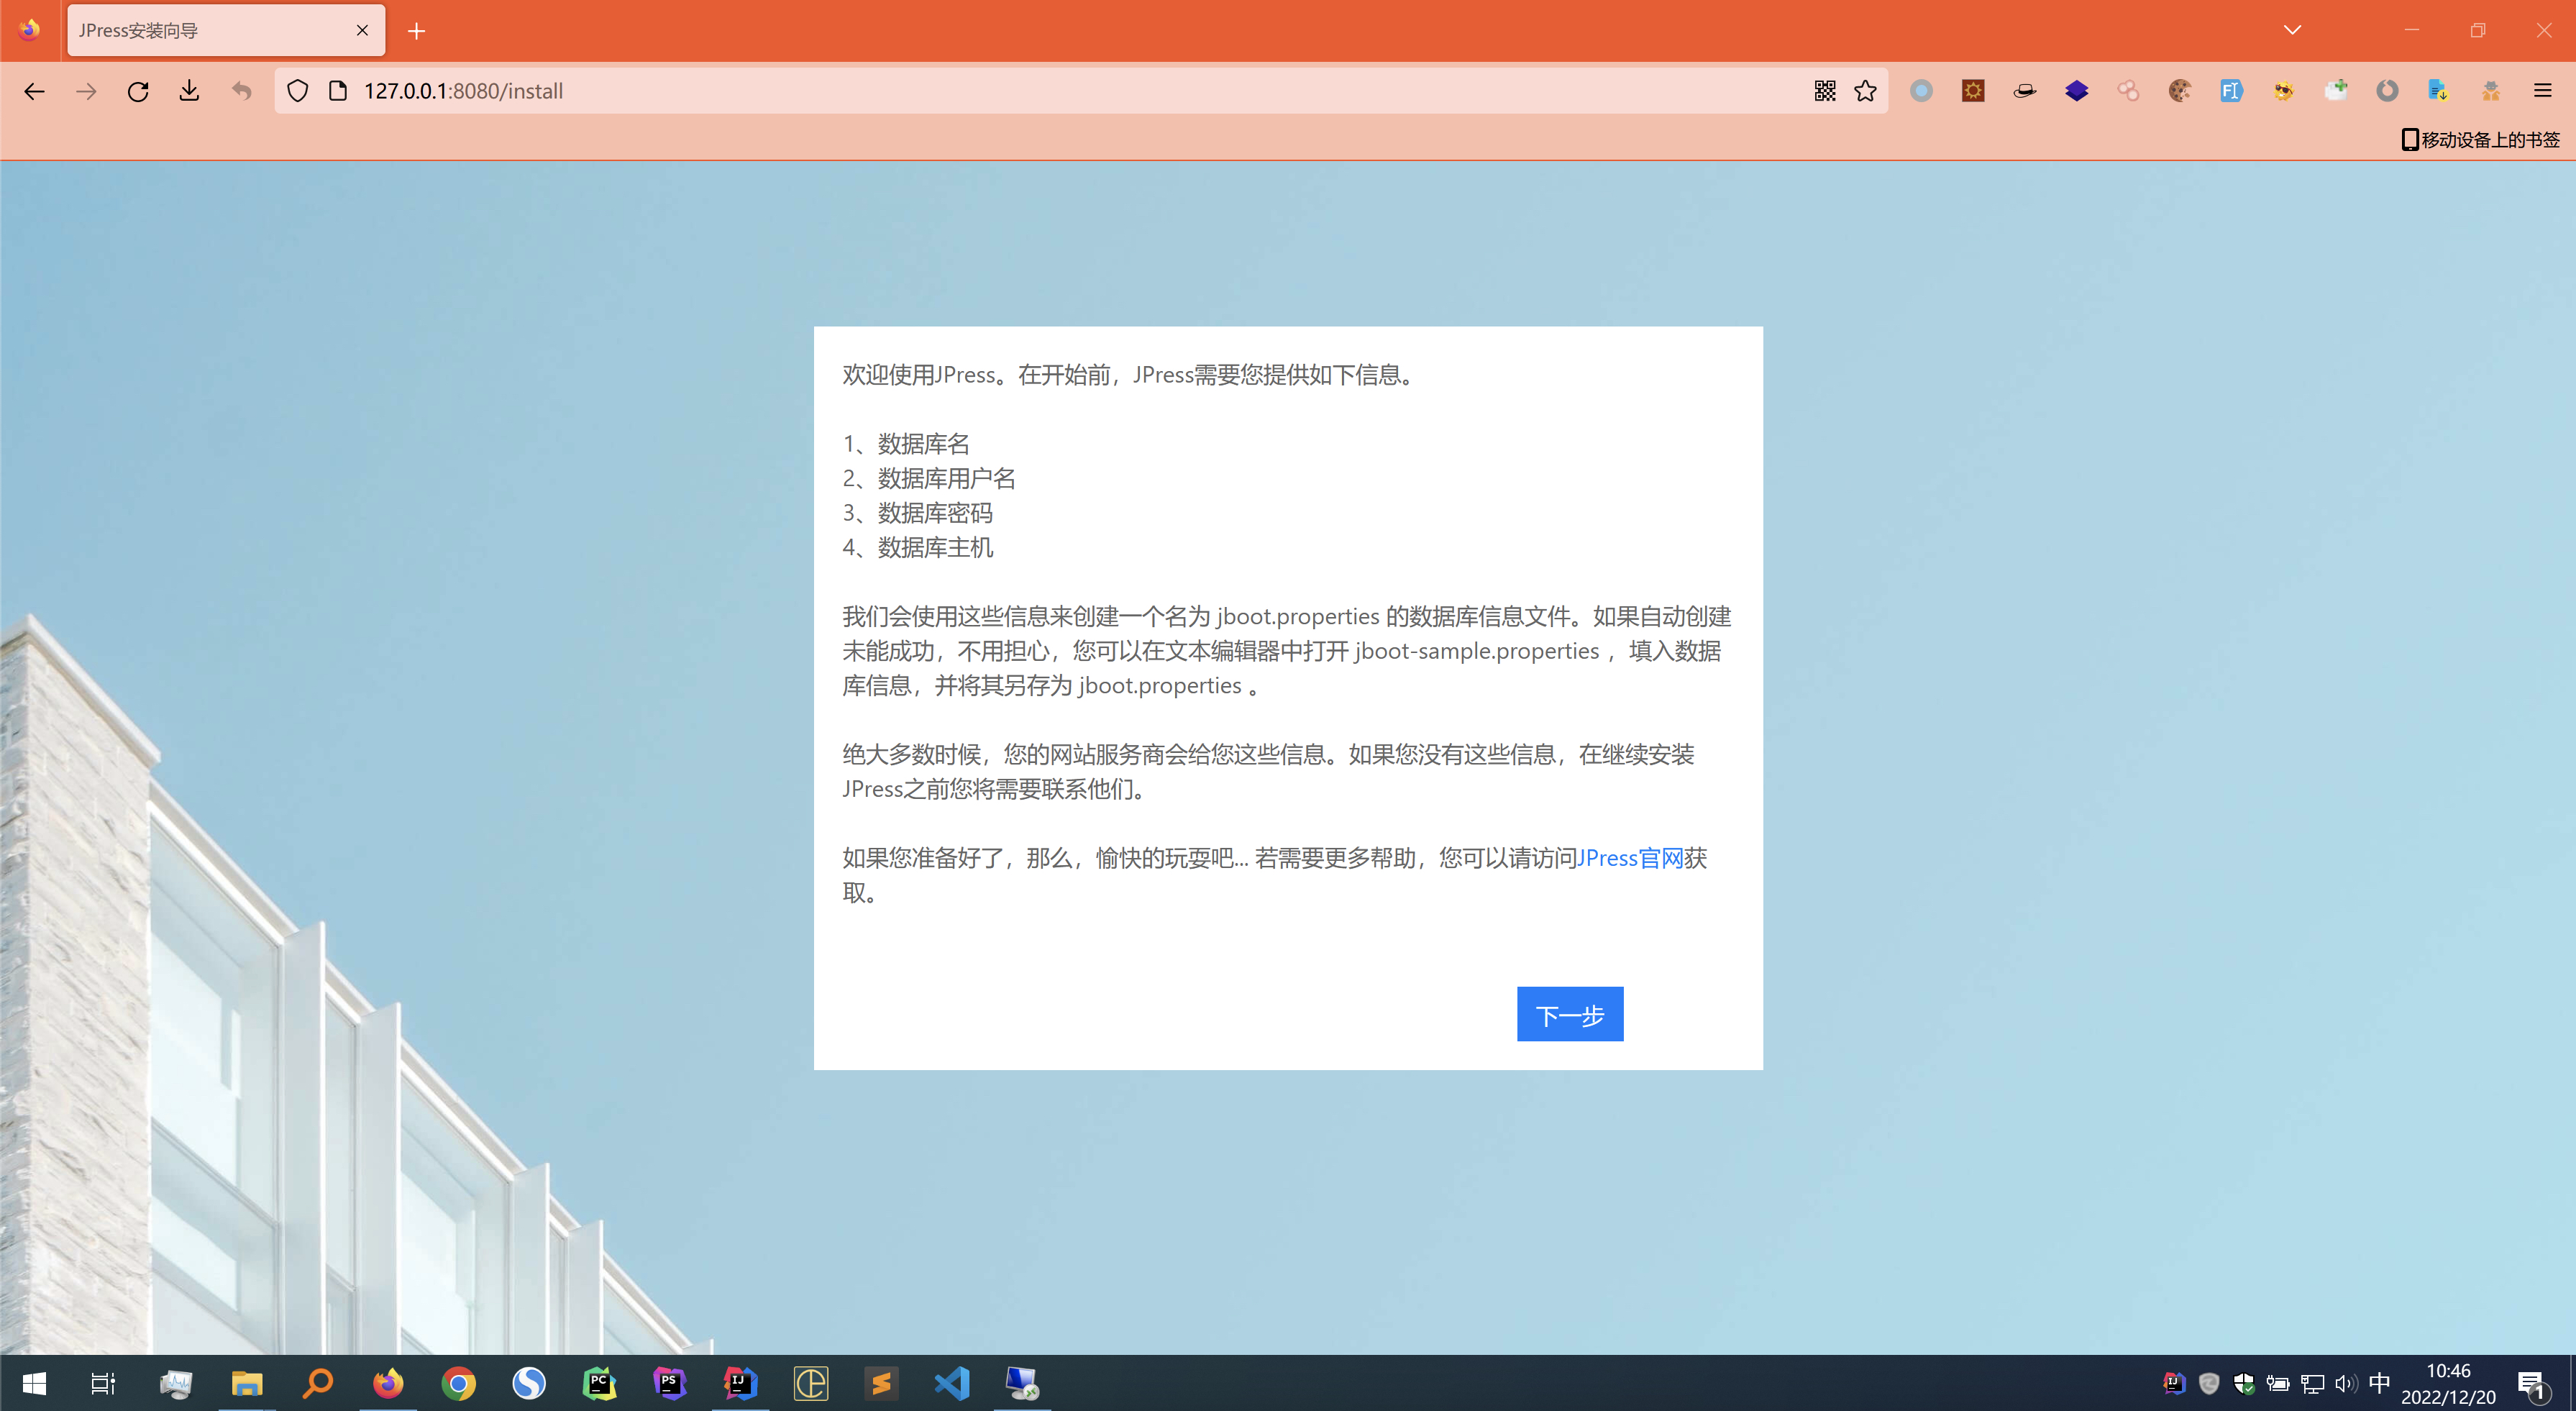 JPress安装向导
127.0.0.1:8080/install
移动设备上的书签
欢迎使用JPress。在开始前，JPress需要您提供如下信息。
1、数据库名
2、数据库用户名
3、数据库密码
4、数据库主机
我们会使用这些信息来创建一个名为 jboot.properties 的数据库信息文件。如果自动创建
未能成功，不用担心，您可以在文本编辑器中打开 jboot-sample.properties ，填入数据
库信息，并将其另存为 jboot.properties 。
绝大多数时候，您的网站服务商会给您这些信息。如果您没有这些信息，在继续安装
JPress之前您将需要联系他们。
如果您准备好了，那么，愉快的玩耍吧... 若需要更多帮助，您可以请访问JPress官网获
取。
下一步
PC
PS
IJ
中
10:46
2022/12/20
1